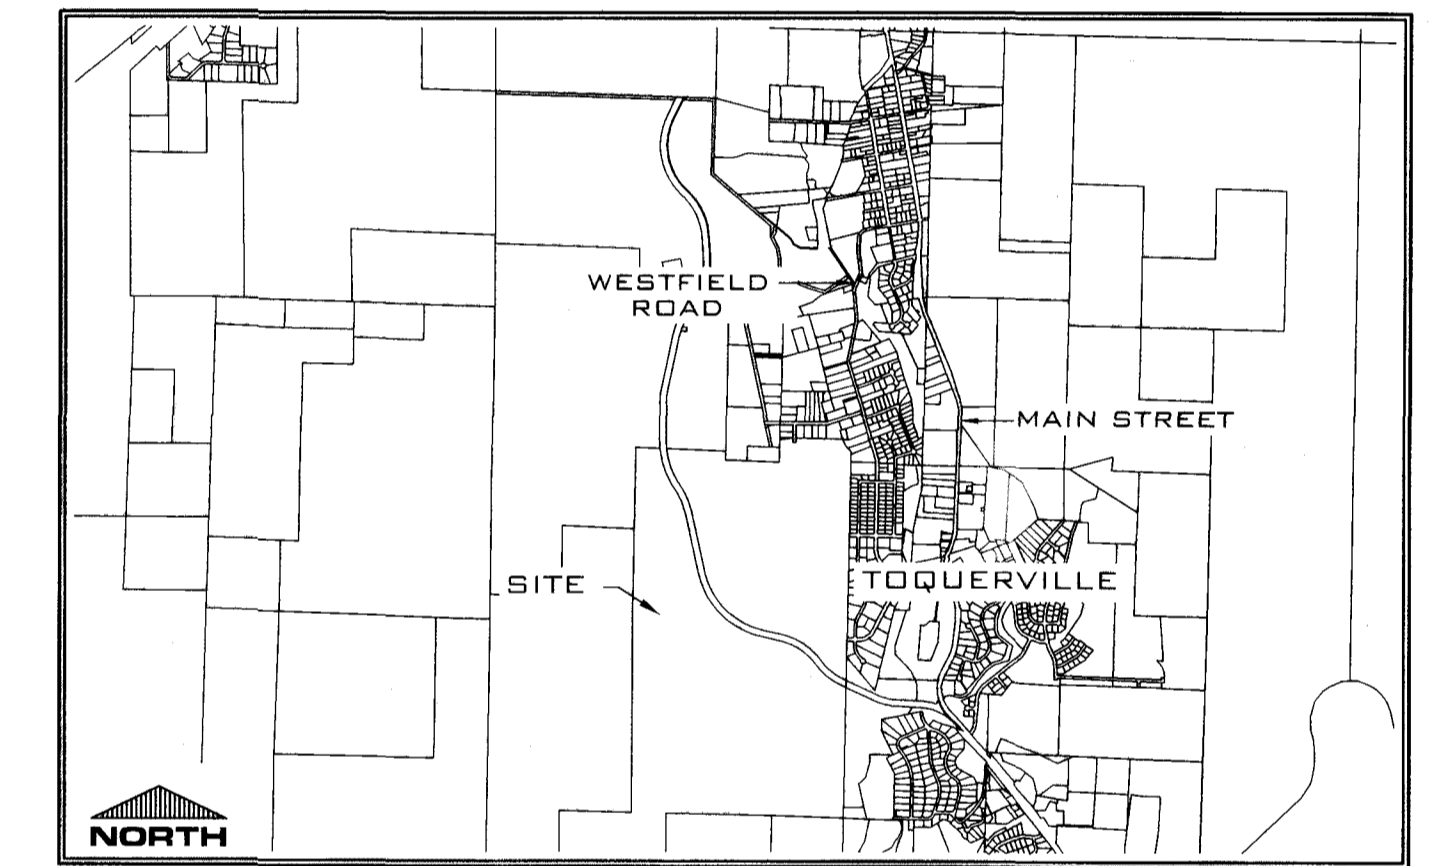 WESTFIELD
ROAD
MAIN STREET
SITE
TOQUERVILLE
NORTH